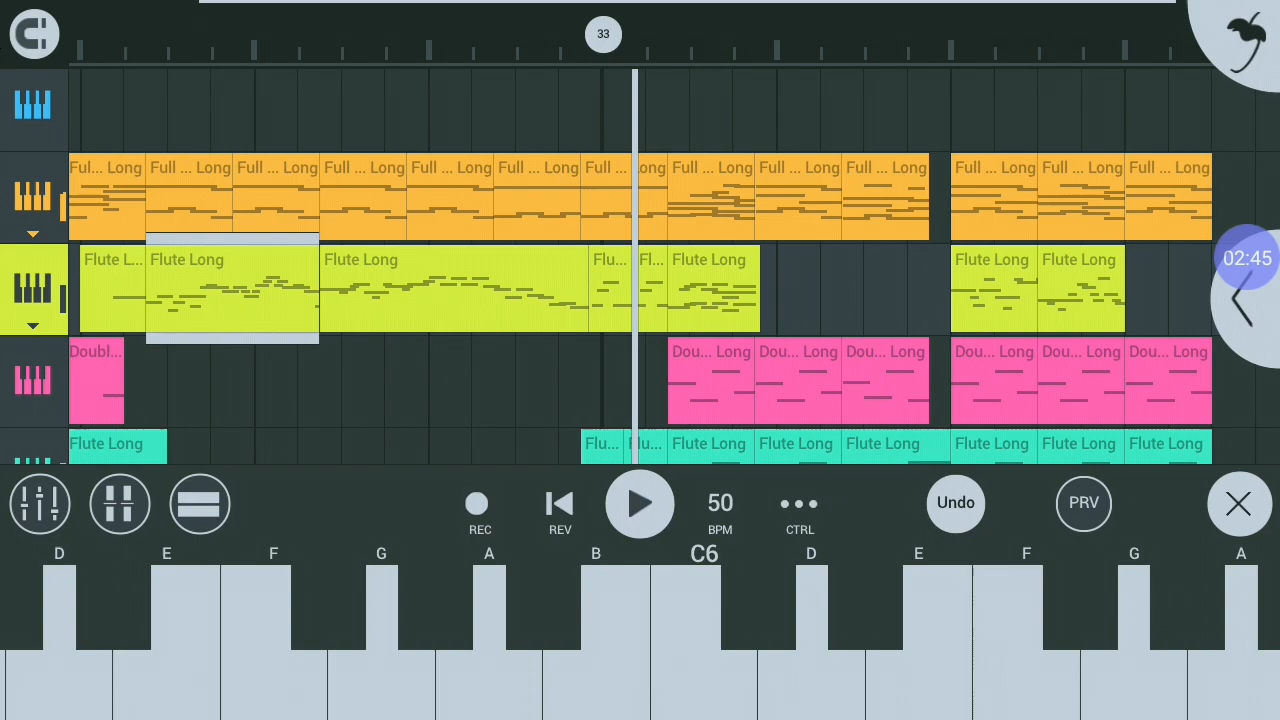 33
Ful... Long Full ... Long Full ... Long Full ... Long Full ... Long Full ... Long Full ... ong Full ... Long Full ... Long Full ... Long Full ... Long Full ... Long Full ... Long
Flute L... Flute Long Flute Long Flu... Fl... Flute Long Flute Long Flute Long
02:45
Doubl... Dou... Long Dou... Long Dou... Long Dou... Long Dou... Long Dou... Long
Flute Long Flu... lu... Flute Long Flute Long Flute Long Flute Long Flute Long Flute Long
50 Undo PRV
REC REV BPM CTRL
D E F G A B C6 D E F G A